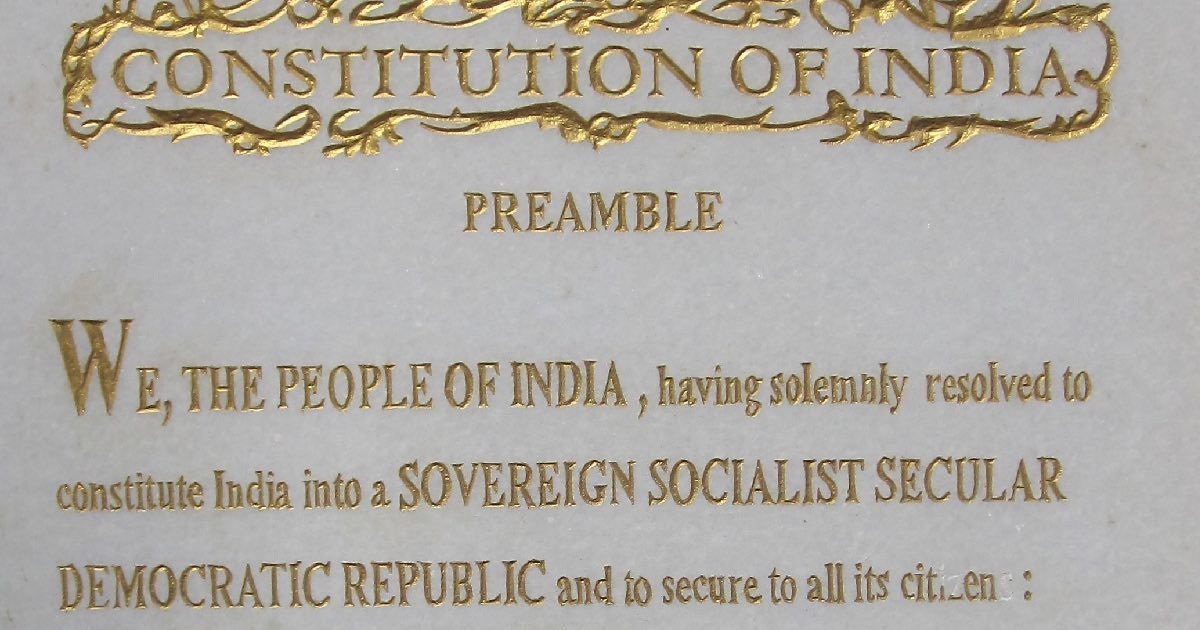 CONSTITUTION OF INDIA
PREAMBLE
WE, THE PEOPLE OF INDIA , having solemnly resolved to
constitute India into a SOVEREIGN SOCIALIST SECULAR
DEMOCRATIC REPUBLIC and to secure to all its citizens :